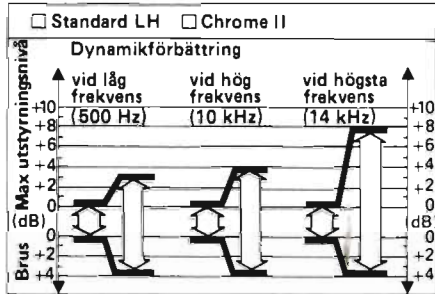 ☐ Standard LH ☐ Chrome II
Dynamikförbättring
vid låg frekvens (500 Hz)
vid hög frekvens (10 kHz)
vid högsta frekvens (14 kHz)
Max utstyrningsnivå
+10 +10
+8 +8
+6 +6
+4 +4
+2 +2
0 0
(dB) (dB)
0 0
+2 +2
+4 +4
Brus